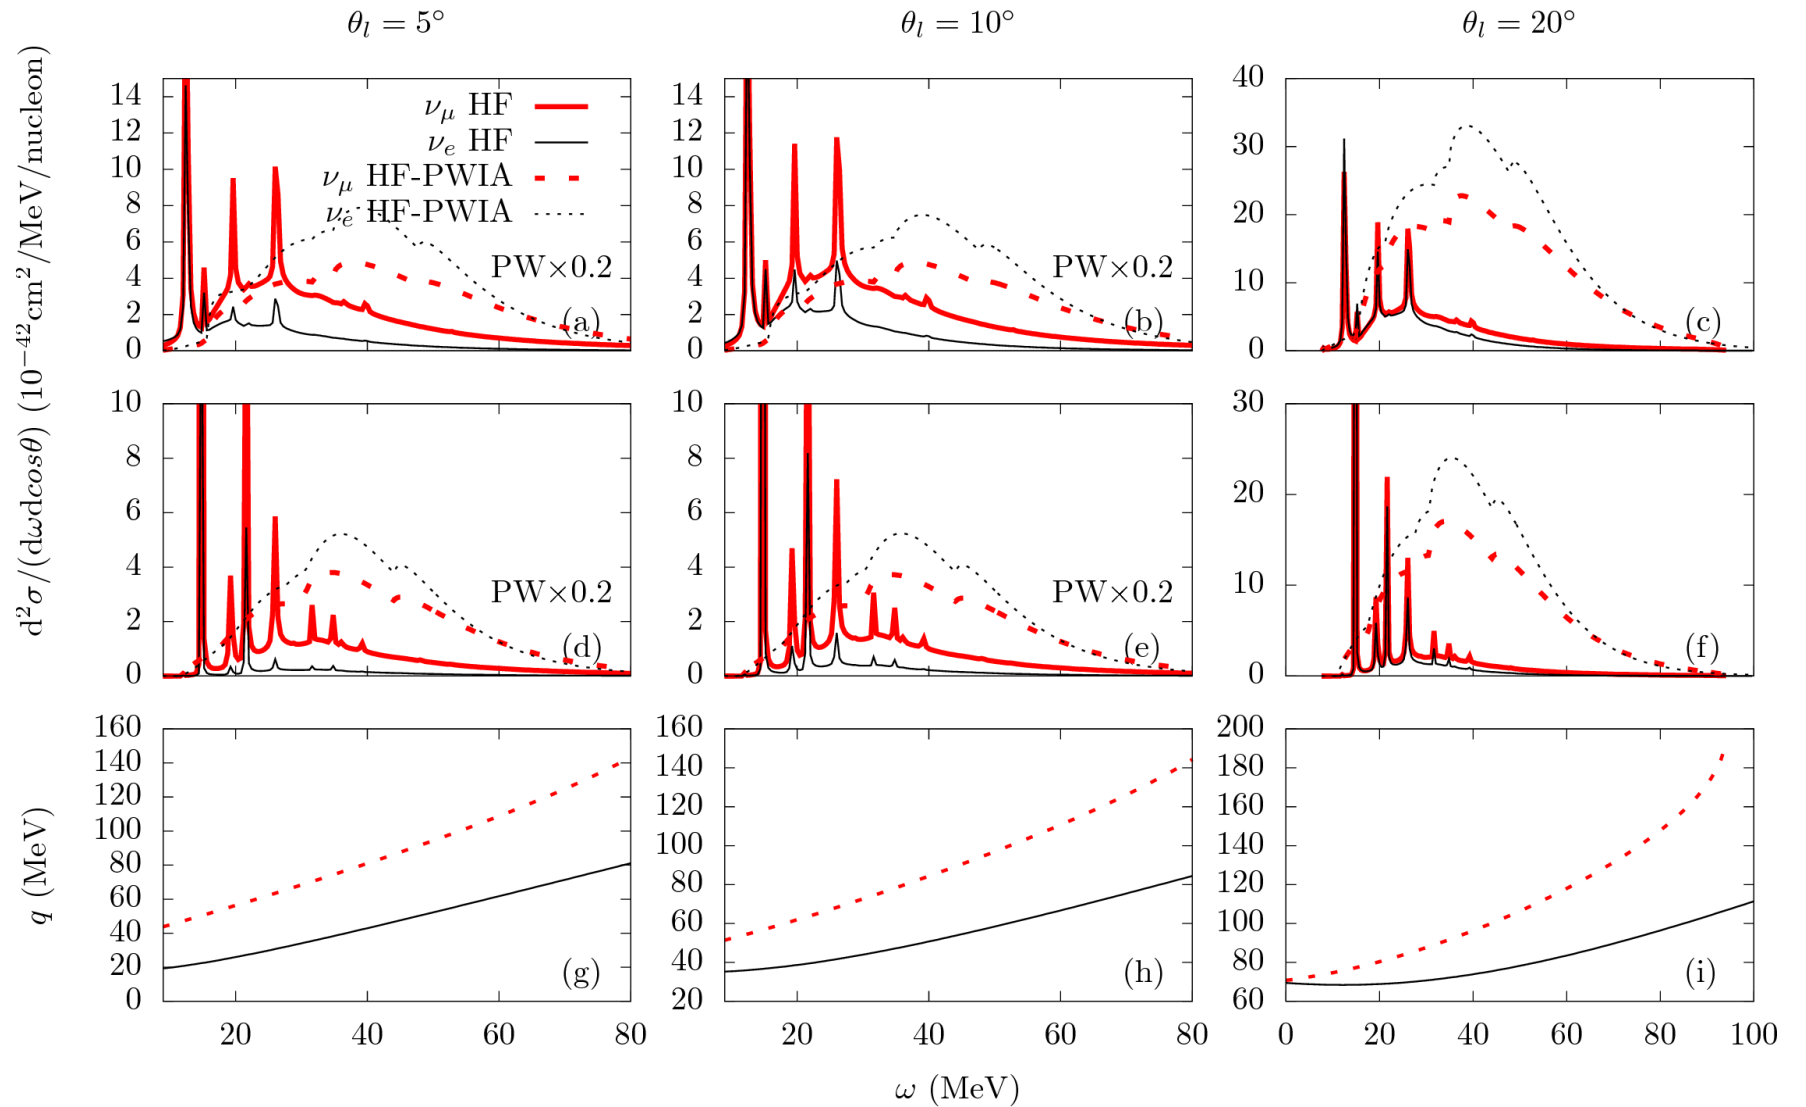 θ_l = 5° θ_l = 10° θ_l = 20°
d²σ/(dωdcosθ) (10⁻⁴²cm²/MeV/nucleon)
14
12
10
8
6
4
2
0
ν_μ HF
ν_e HF
ν_μ HF-PWIA
ν_e HF-PWIA
PW×0.2
(a)
14
12
10
8
6
4
2
0
PW×0.2
(b)
40
30
20
10
0
(c)
10
8
6
4
2
0
PW×0.2
(d)
10
8
6
4
2
0
PW×0.2
(e)
30
20
10
0
(f)
q (MeV)
160
140
120
100
80
60
40
20
0
(g)
20 40 60 80
160
140
120
100
80
60
40
20
(h)
20 40 60 80
200
180
160
140
120
100
80
60
(i)
0 20 40 60 80 100
ω (MeV)